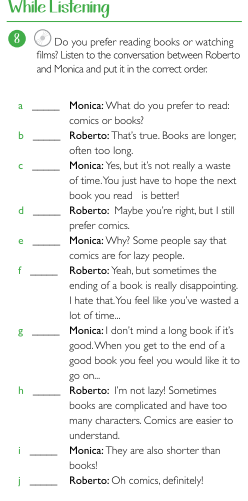 While Listening
8 Do you prefer reading books or watching
films? Listen to the conversation between Roberto
and Monica and put it in the correct order.
a _____ Monica: What do you prefer to read:
comics or books?
b _____ Roberto: That's true. Books are longer,
often too long.
c _____ Monica: Yes, but it's not really a waste
of time. You just have to hope the next
book you read is better!
d _____ Roberto: Maybe you're right, but I still
prefer comics.
e _____ Monica: Why? Some people say that
comics are for lazy people.
f _____ Roberto: Yeah, but sometimes the
ending of a book is really disappointing.
I hate that. You feel like you've wasted a
lot of time...
g _____ Monica: I don't mind a long book if it's
good. When you get to the end of a
good book you feel you would like it to
go on...
h _____ Roberto: I'm not lazy! Sometimes
books are complicated and have too
many characters. Comics are easier to
understand.
i _____ Monica: They are also shorter than
books!
j _____ Roberto: Oh comics, definitely!